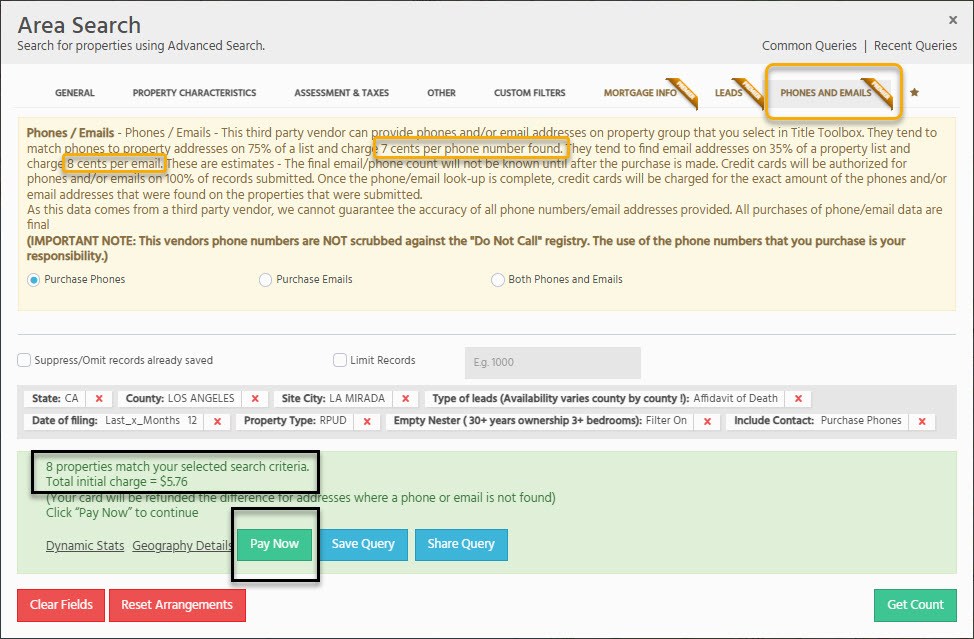 Area Search
×
Search for properties using Advanced Search.
Common Queries | Recent Queries
GENERAL
PROPERTY CHARACTERISTICS
ASSESSMENT & TAXES
OTHER
CUSTOM FILTERS
MORTGAGE INFO
LEADS
PHONES AND EMAILS
Phones / Emails - Phones / Emails - This third party vendor can provide phones and/or email addresses on property group that you select in Title Toolbox. They tend to
match phones to property addresses on 75% of a list and charge 7 cents per phone number found. They tend to find email addresses on 35% of a property list and
charge 8 cents per email. These are estimates - The final email/phone count will not be known until after the purchase is made. Credit cards will be authorized for
phones and/or emails on 100% of records submitted. Once the phone/email look-up is complete, credit cards will be charged for the exact amount of the phones and/or
email addresses that were found on the properties that were submitted.
As this data comes from a third party vendor, we cannot guarantee the accuracy of all phone numbers/email addresses provided. All purchases of phone/email data are
final
(IMPORTANT NOTE: This vendors phone numbers are NOT scrubbed against the "Do Not Call" registry. The use of the phone numbers that you purchase is your
responsibility.)
Purchase Phones
Purchase Emails
Both Phones and Emails
Suppress/Omit records already saved
Limit Records
E.g. 1000
State: CA ×
County: LOS ANGELES ×
Site City: LA MIRADA ×
Type of leads (Availability varies county by county !): Affidavit of Death ×
Date of filing: Last_x_Months 12 ×
Property Type: RPUD ×
Empty Nester ( 30+ years ownership 3+ bedrooms): Filter On ×
Include Contact: Purchase Phones ×
8 properties match your selected search criteria.
Total initial charge = $5.76
(Your card will be refunded the difference for addresses where a phone or email is not found)
Click “Pay Now” to continue
Dynamic Stats
Geography Details
Pay Now
Save Query
Share Query
Clear Fields
Reset Arrangements
Get Count